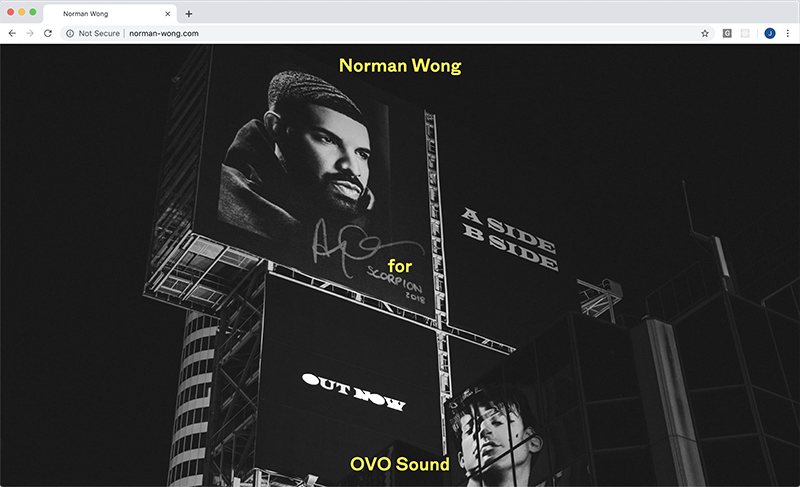 Norman Wong
Not Secure | norman-wong.com
J
Norman Wong
A SIDE
B SIDE
for
SCORPION
2018
OUT NOW
OVO Sound